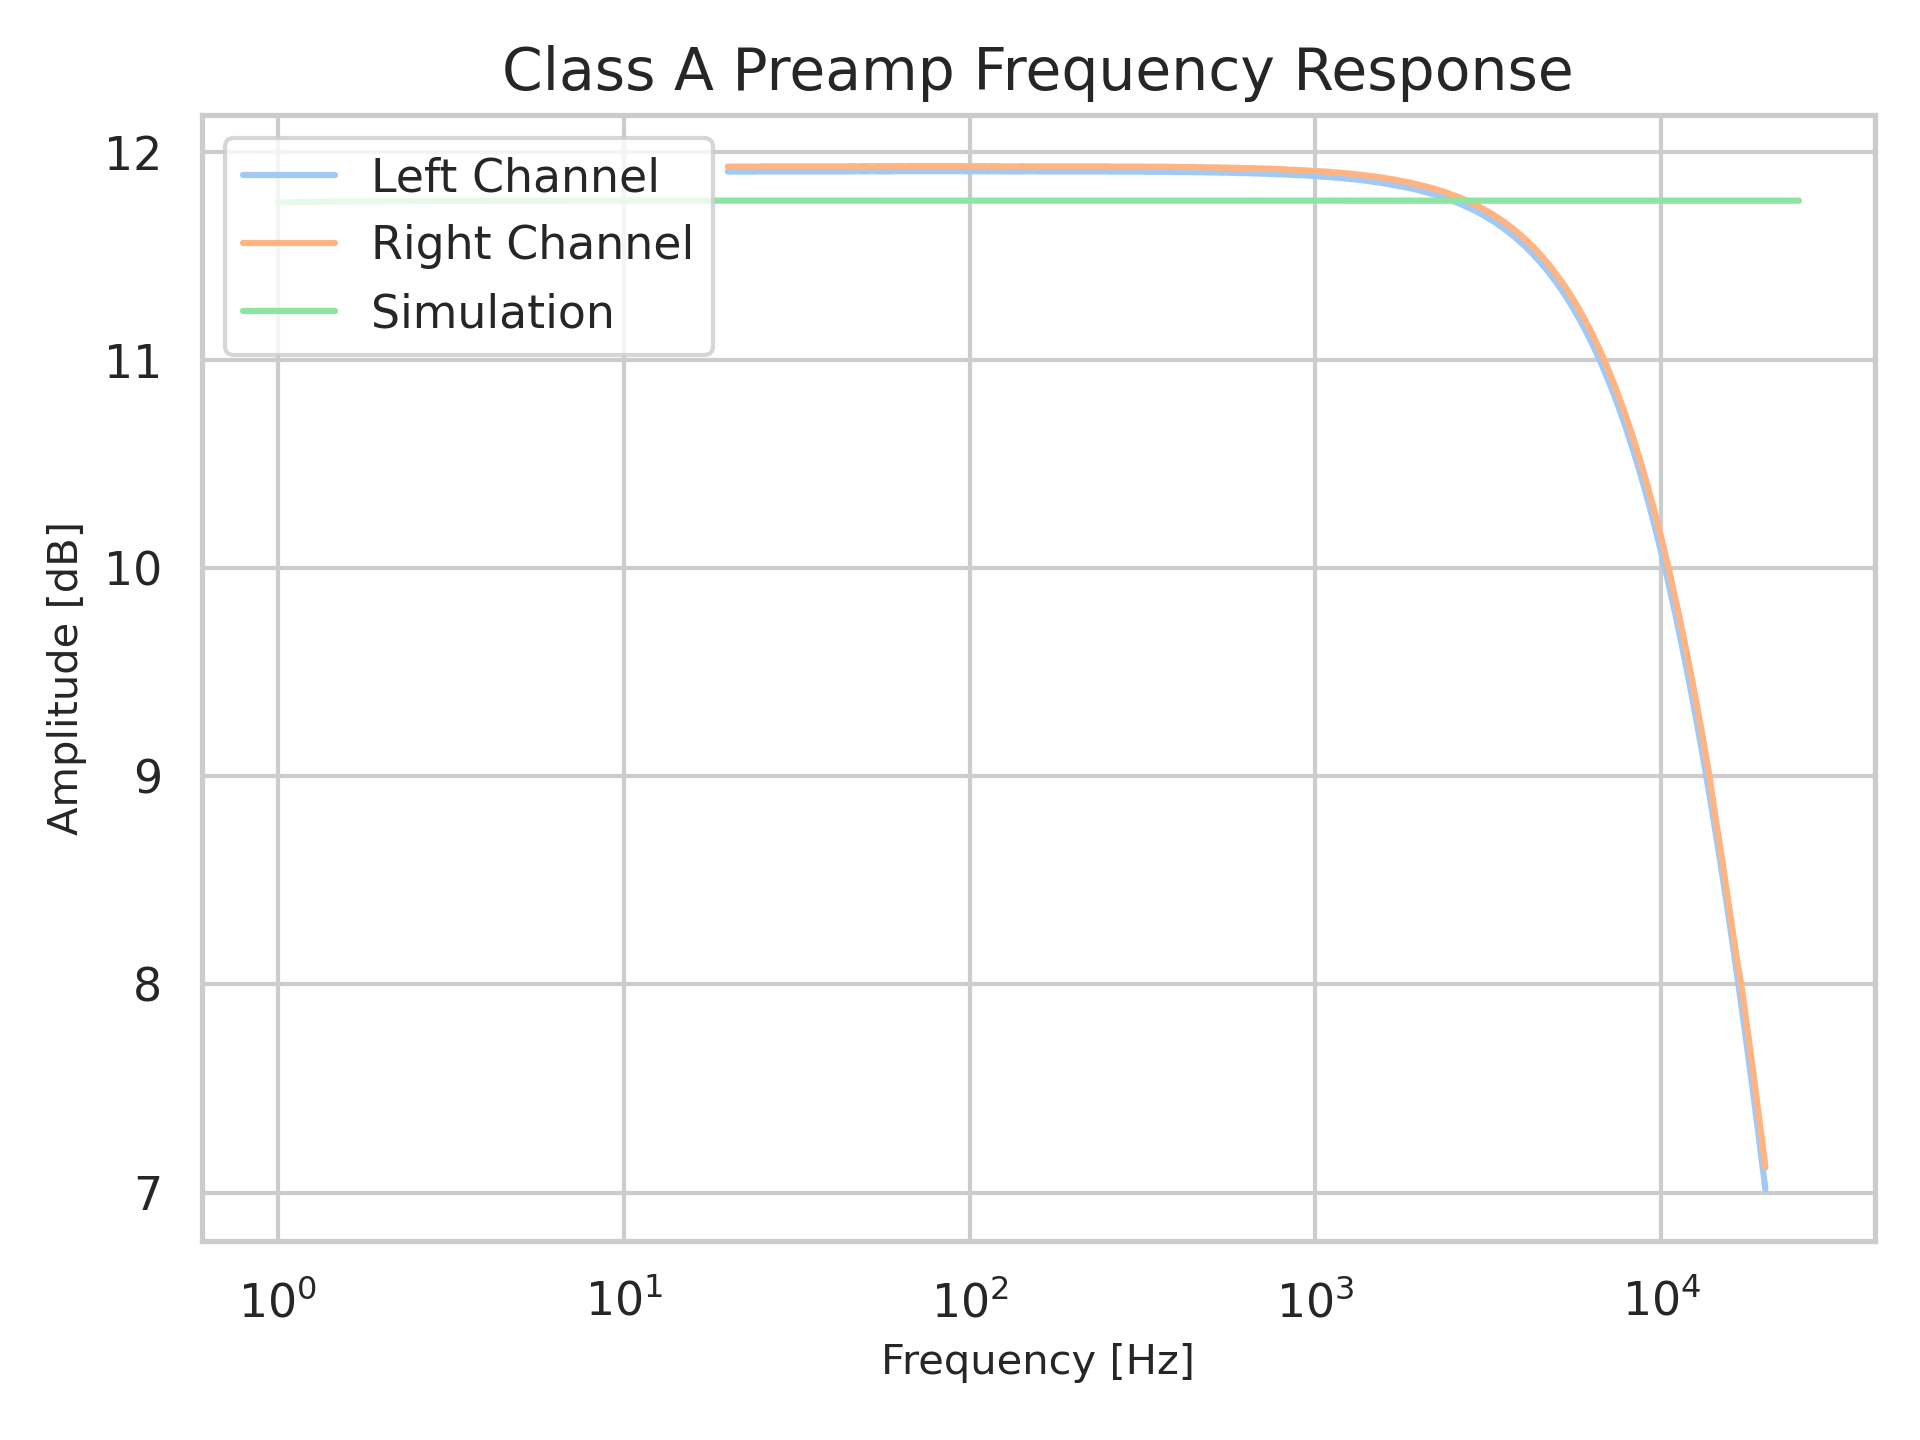 Class A Preamp Frequency Response
Left Channel
Right Channel
Simulation
Amplitude [dB]
12
11
10
9
8
7
10⁰ 10¹ 10² 10³ 10⁴
Frequency [Hz]